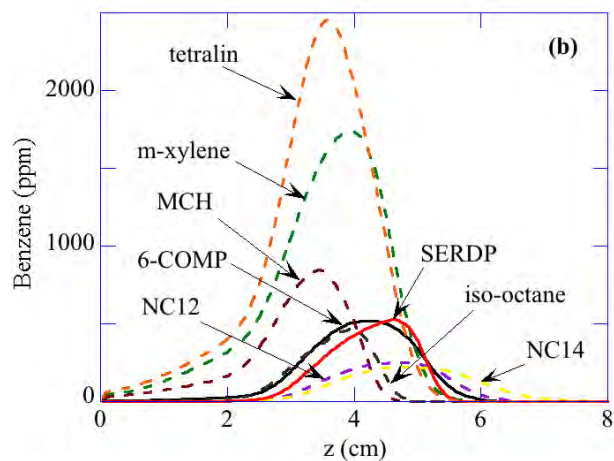 (b)
tetralin
2000
m-xylene
Benzene (ppm)
MCH
1000
6-COMP
SERDP
iso-octane
NC12
NC14
0
0 2 4 6 8
z (cm)